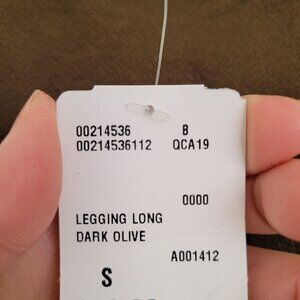 00214536 B
00214536112 QCA19
0000
LEGGING LONG
DARK OLIVE
A001412
S